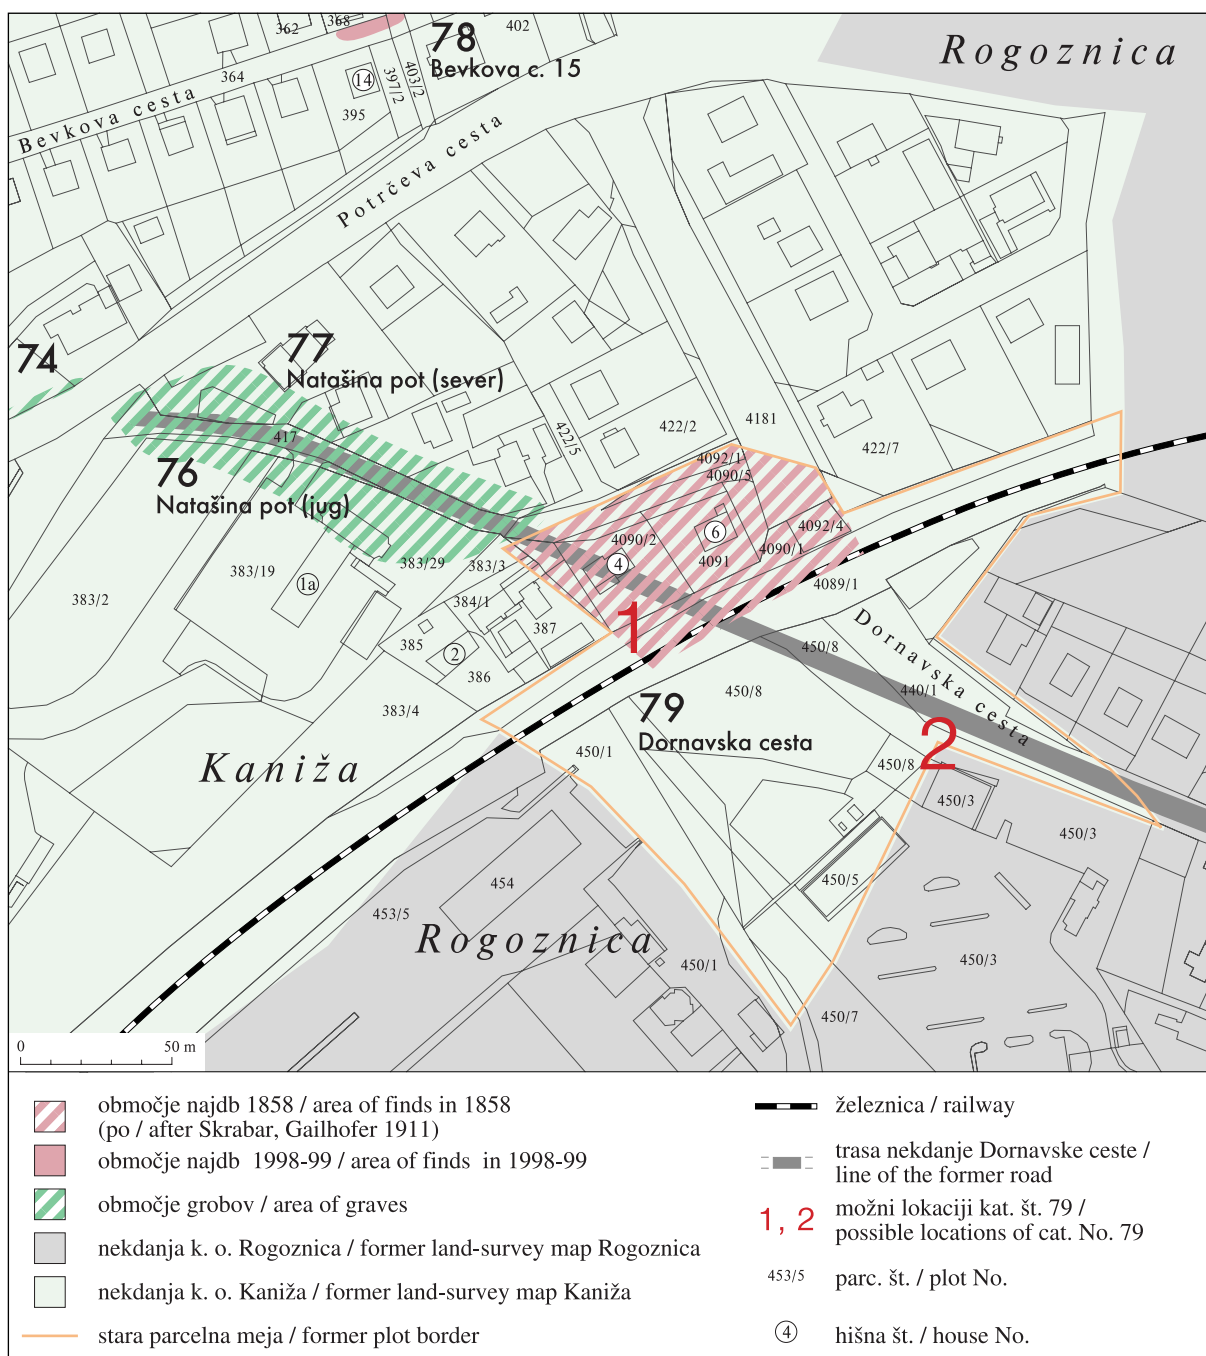 362
368
78
402
Bevkova c. 15
Rogoznica
364
14
397/2
403/2
395
Bevkova cesta
Potrčeva cesta
74
77
Natašina pot (sever)
417
76
Natašina pot (jug)
422/5
422/2
4181
422/7
4092/1
4090/5
4092/4
4090/2
6
4090/1
4091
4
4089/1
383/19
1a
383/29
383/3
383/2
384/1
385
387
2
386
383/4
1
450/8
Dornavska cesta
440/1
450/8
79
Dornavska cesta
2
450/1
450/8
450/3
450/3
Kaniža
454
450/5
453/5
Rogoznica
450/1
450/3
450/7
0 50 m
območje najdb 1858 / area of finds in 1858
(po / after Skrabar, Gailhofer 1911)
območje najdb 1998-99 / area of finds in 1998-99
območje grobov / area of graves
nekdanja k. o. Rogoznica / former land-survey map Rogoznica
nekdanja k. o. Kaniža / former land-survey map Kaniža
stara parcelna meja / former plot border
železnica / railway
trasa nekdanje Dornavske ceste /
line of the former road
1, 2 možni lokaciji kat. št. 79 /
possible locations of cat. No. 79
453/5 parc. št. / plot No.
4 hišna št. / house No.